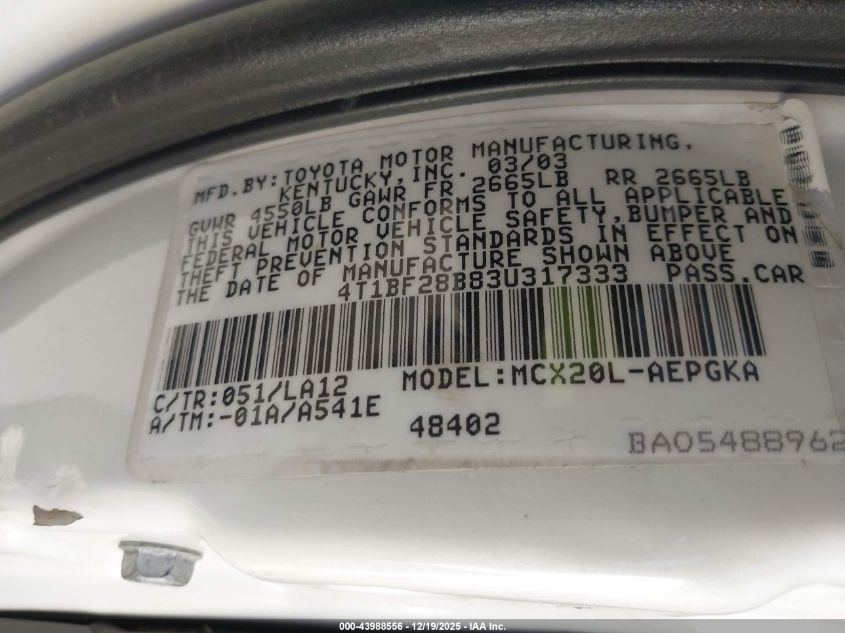 MFD.BY:TOYOTA MOTOR MANUFACTURING,
KENTUCKY,INC. 03/03
GVWR 4550LB GAWR FR 2665LB RR 2665LB
THIS VEHICLE CONFORMS TO ALL APPLICABLE
FEDERAL MOTOR VEHICLE SAFETY,BUMPER AND
THEFT PREVENTION STANDARDS IN EFFECT ON
THE DATE OF MANUFACTURE SHOWN ABOVE
4T1BF28B83U317333 PASS.CAR
C/TR:051/LA12 MODEL:MCX20L-AEPGKA
A/TM:-01A/A541E 48402
BA05488962
000-43988556 - 12/19/2025 - IAA Inc.